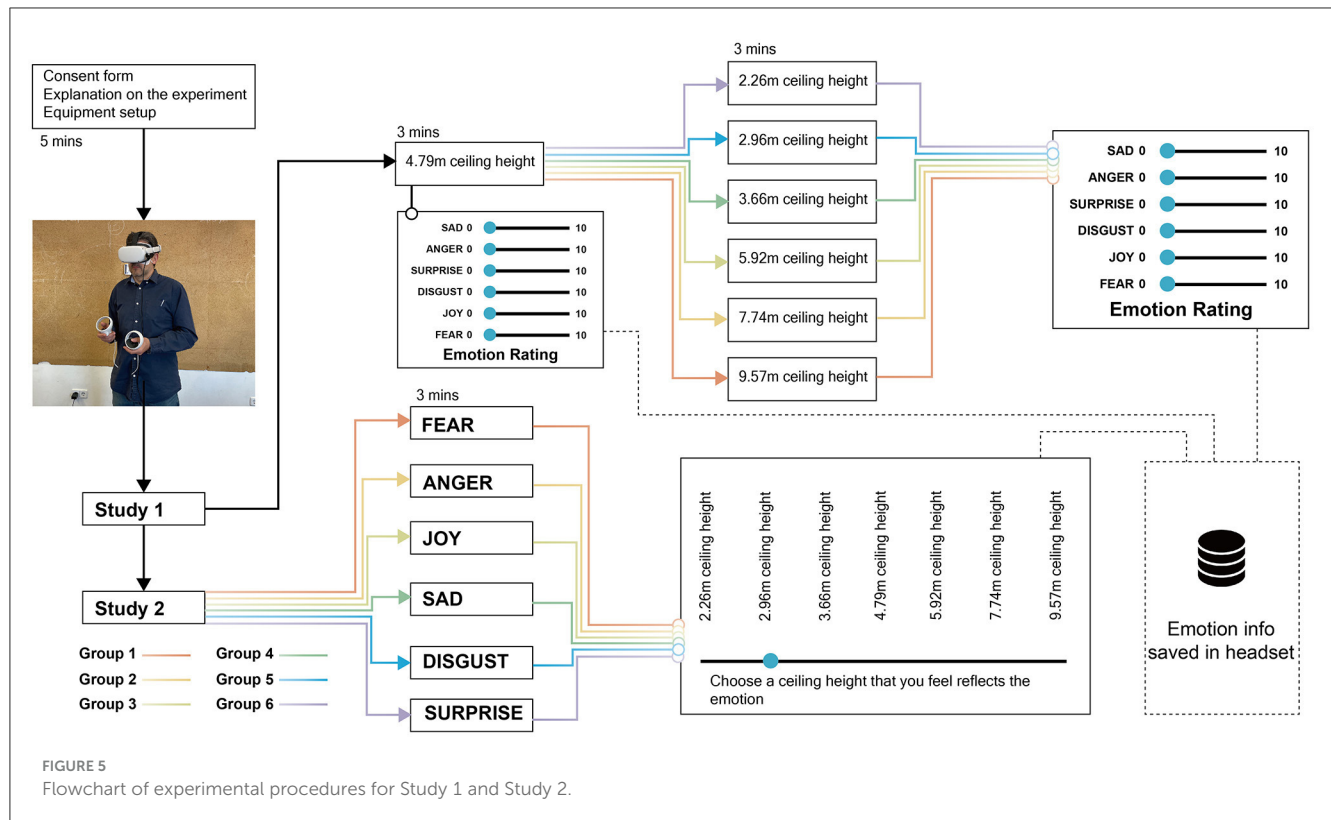 Consent form
Explanation on the experiment
Equipment setup
5 mins
3 mins
4.79m ceiling height
SAD 0 10
ANGER 0 10
SURPRISE 0 10
DISGUST 0 10
JOY 0 10
FEAR 0 10
Emotion Rating
3 mins
2.26m ceiling height
2.96m ceiling height
3.66m ceiling height
5.92m ceiling height
7.74m ceiling height
9.57m ceiling height
SAD 0 10
ANGER 0 10
SURPRISE 0 10
DISGUST 0 10
JOY 0 10
FEAR 0 10
Emotion Rating
Study 1
Study 2
Group 1
Group 2
Group 3
Group 4
Group 5
Group 6
3 mins
FEAR
ANGER
JOY
SAD
DISGUST
SURPRISE
2.26m ceiling height
2.96m ceiling height
3.66m ceiling height
4.79m ceiling height
5.92m ceiling height
7.74m ceiling height
9.57m ceiling height
Choose a ceiling height that you feel reflects the
emotion
Emotion info
saved in headset
FIGURE 5
Flowchart of experimental procedures for Study 1 and Study 2.